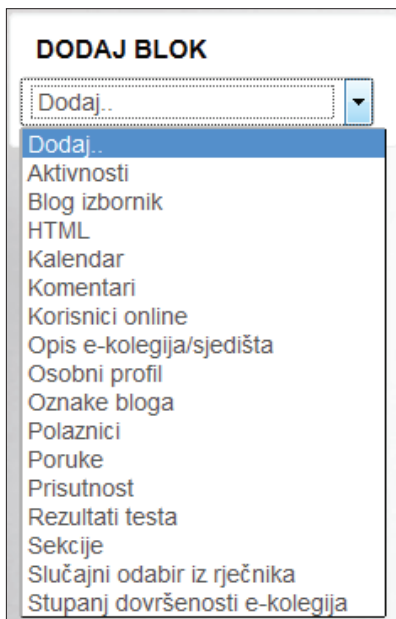 DODAJ BLOK
Dodaj..
Dodaj..
Aktivnosti
Blog izbornik
HTML
Kalendar
Komentari
Korisnici online
Opis e-kolegija/sjedišta
Osobni profil
Oznake bloga
Polaznici
Poruke
Prisutnost
Rezultati testa
Sekcije
Slučajni odabir iz rječnika
Stupanj dovršenosti e-kolegija